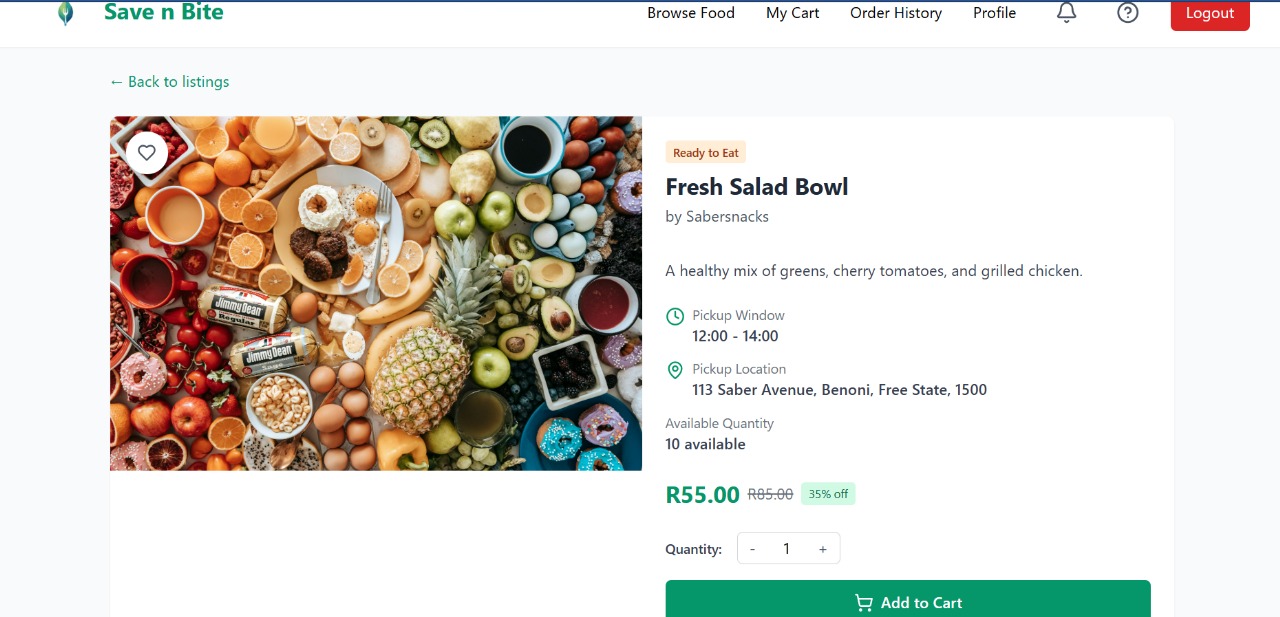 Save n Bite
Browse Food My Cart Order History Profile Logout
← Back to listings
Ready to Eat
Fresh Salad Bowl
by Sabersnacks
A healthy mix of greens, cherry tomatoes, and grilled chicken.
Pickup Window
12:00 - 14:00
Pickup Location
113 Saber Avenue, Benoni, Free State, 1500
Available Quantity
10 available
R55.00 R85.00 35% off
Quantity: - 1 +
Add to Cart
Jimmy Dean
Regular
Jimmy Dean